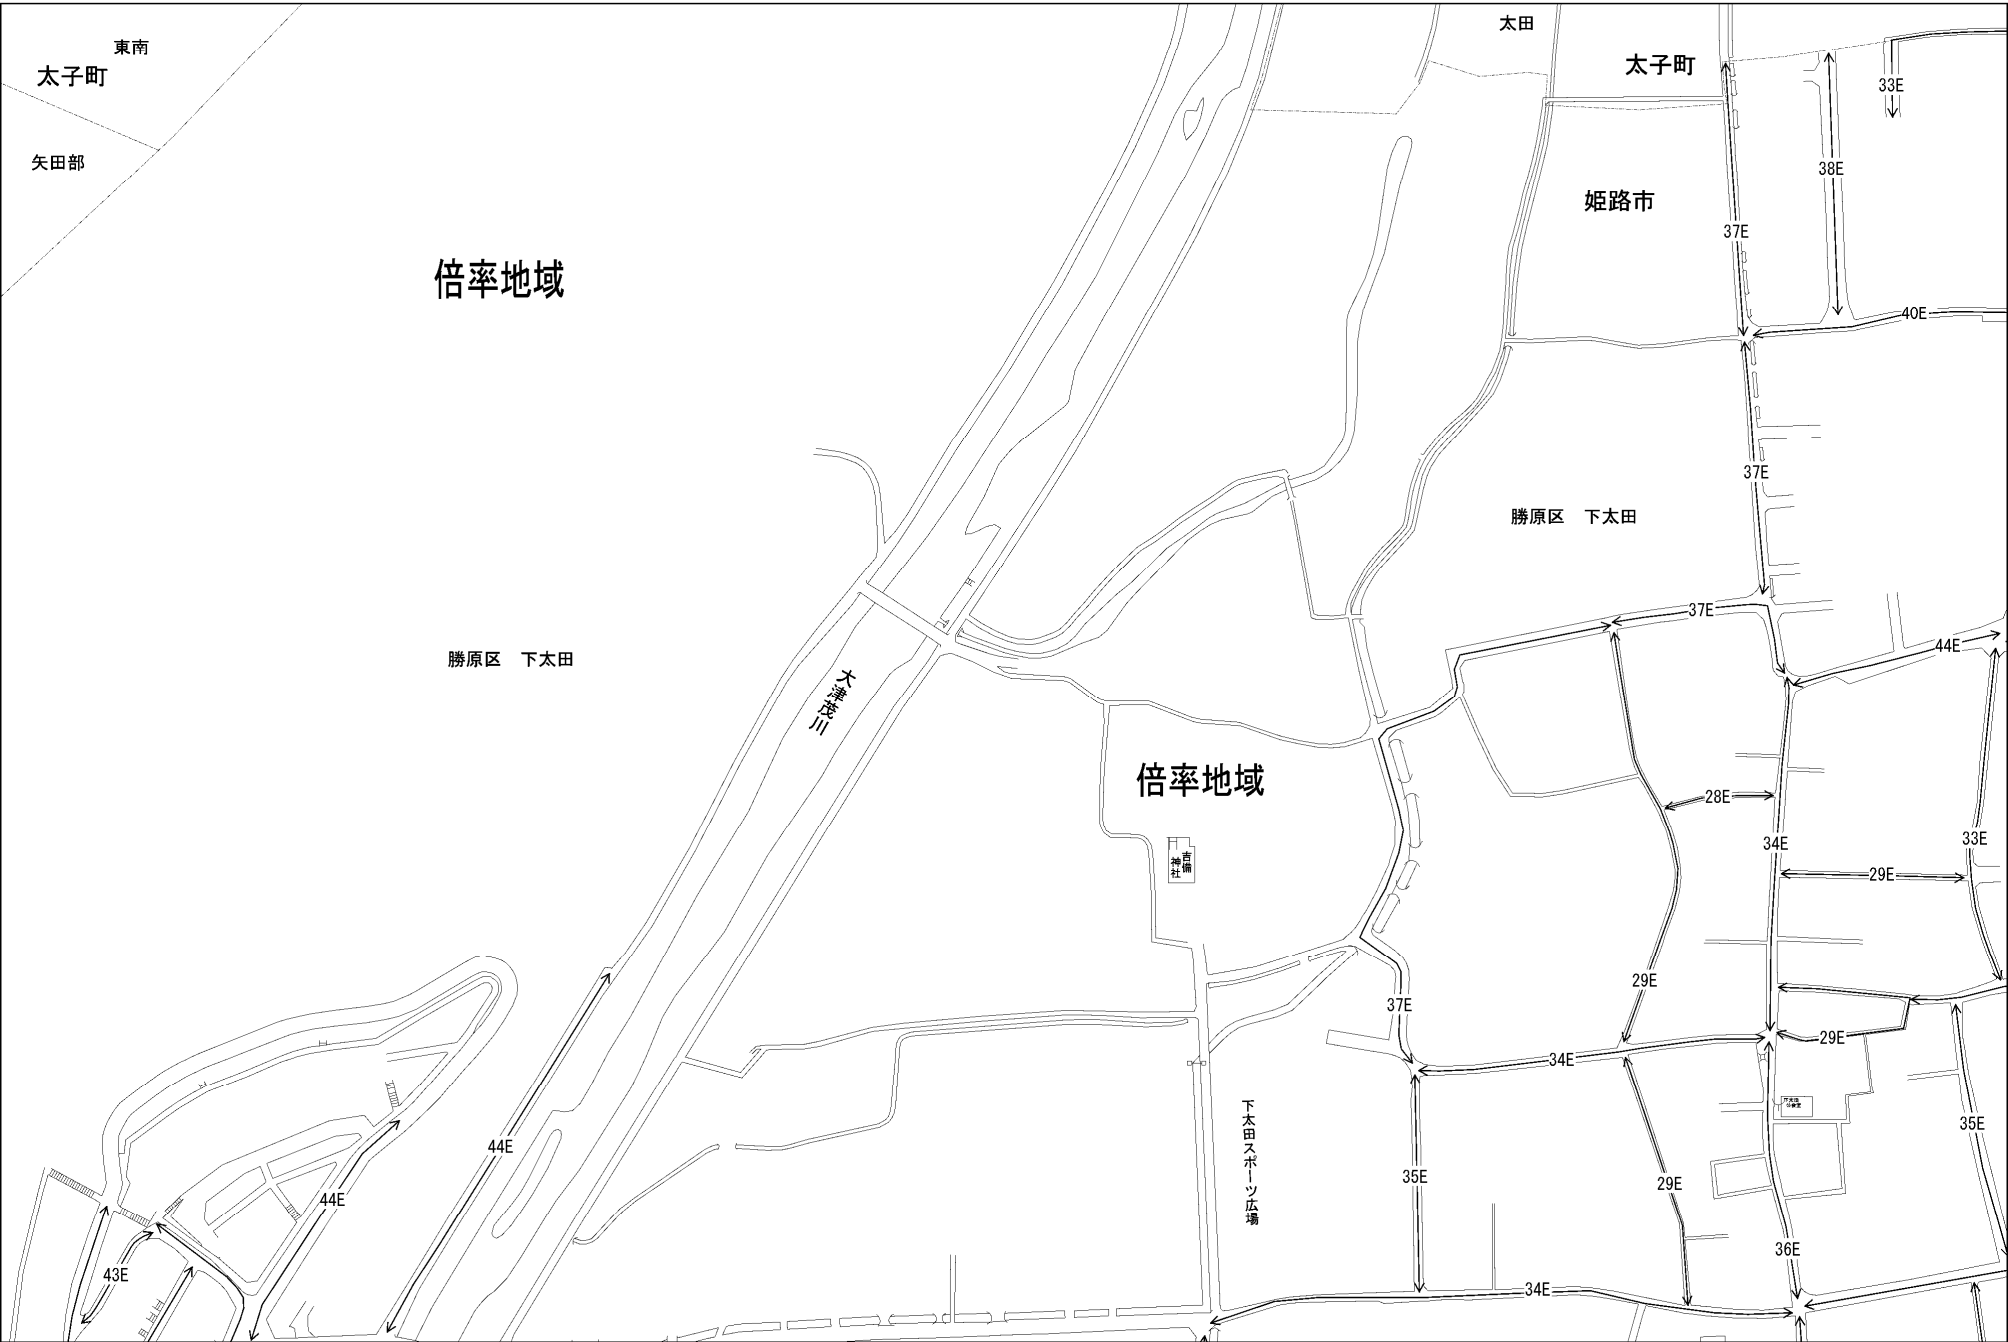 東南
太子町
矢田部
倍率地域
勝原区　下太田
大津茂川
太田
太子町
姫路市
勝原区　下太田
倍率地域
吉備
神社
下太田スポーツ広場
33E
38E
37E
40E
37E
37E
44E
28E
34E
33E
29E
29E
37E
29E
34E
35E
44E
35E
29E
44E
36E
43E
34E